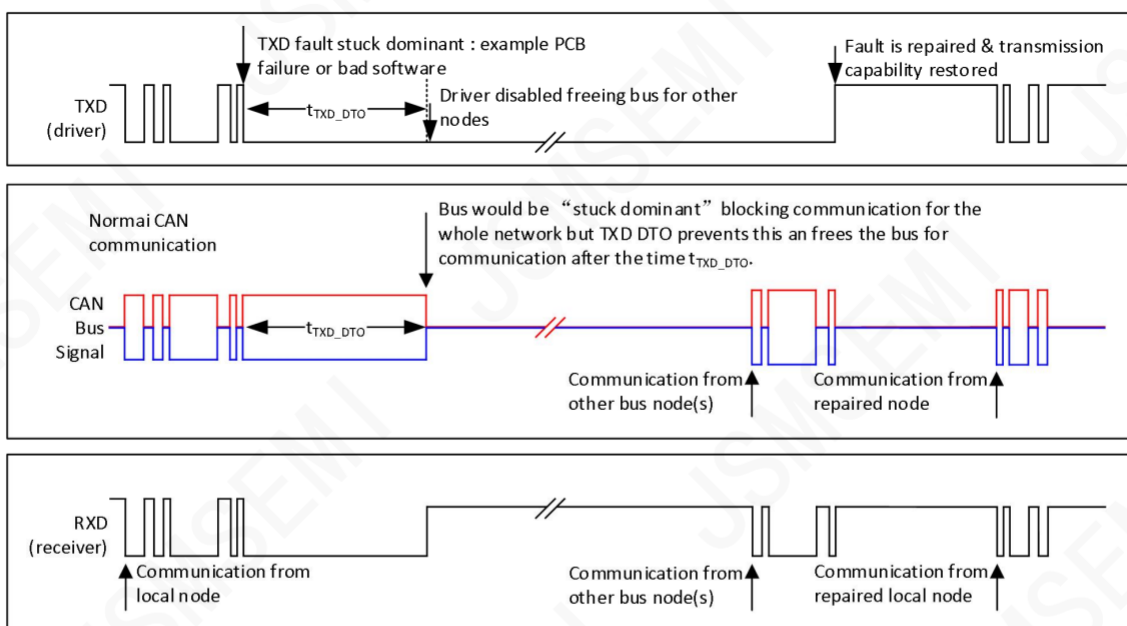 TXD fault stuck dominant : example PCB
failure or bad software
Fault is repaired & transmission
capability restored
TXD
(driver)
tTXD_DTO
Driver disabled freeing bus for other
nodes
Normai CAN
communication
Bus would be “stuck dominant” blocking communication for the
whole network but TXD DTO prevents this an frees the bus for
communication after the time tTXD_DTO.
CAN
Bus
Signal
tTXD_DTO
Communication from
other bus node(s)
Communication from
repaired node
RXD
(receiver)
Communication from
local node
Communication from
other bus node(s)
Communication from
repaired local node
JSMSEMI
JSMSEMI
JSMSEMI
JSMSEMI